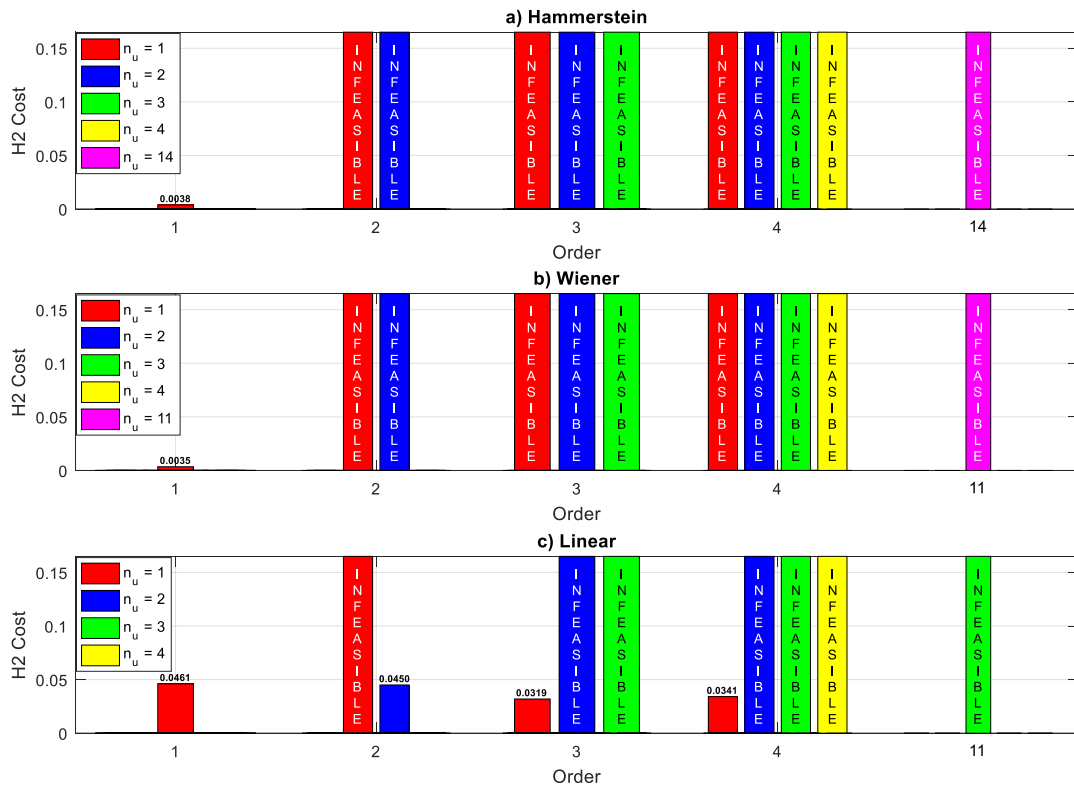 a) Hammerstein
H2 Cost
0.15
0.1
0.05
0
n_u = 1
n_u = 2
n_u = 3
n_u = 4
n_u = 14
0.0038
INFEASIBLE
INFEASIBLE
INFEASIBLE
INFEASIBLE
INFEASIBLE
INFEASIBLE
INFEASIBLE
INFEASIBLE
INFEASIBLE
INFEASIBLE
1 2 3 4 14
Order
b) Wiener
H2 Cost
0.15
0.1
0.05
0
n_u = 1
n_u = 2
n_u = 3
n_u = 4
n_u = 11
0.0035
INFEASIBLE
INFEASIBLE
INFEASIBLE
INFEASIBLE
INFEASIBLE
INFEASIBLE
INFEASIBLE
INFEASIBLE
INFEASIBLE
INFEASIBLE
1 2 3 4 11
Order
c) Linear
H2 Cost
0.15
0.1
0.05
0
n_u = 1
n_u = 2
n_u = 3
n_u = 4
0.0461
INFEASIBLE
0.0450
0.0319
INFEASIBLE
INFEASIBLE
0.0341
INFEASIBLE
INFEASIBLE
INFEASIBLE
INFEASIBLE
1 2 3 4 11
Order